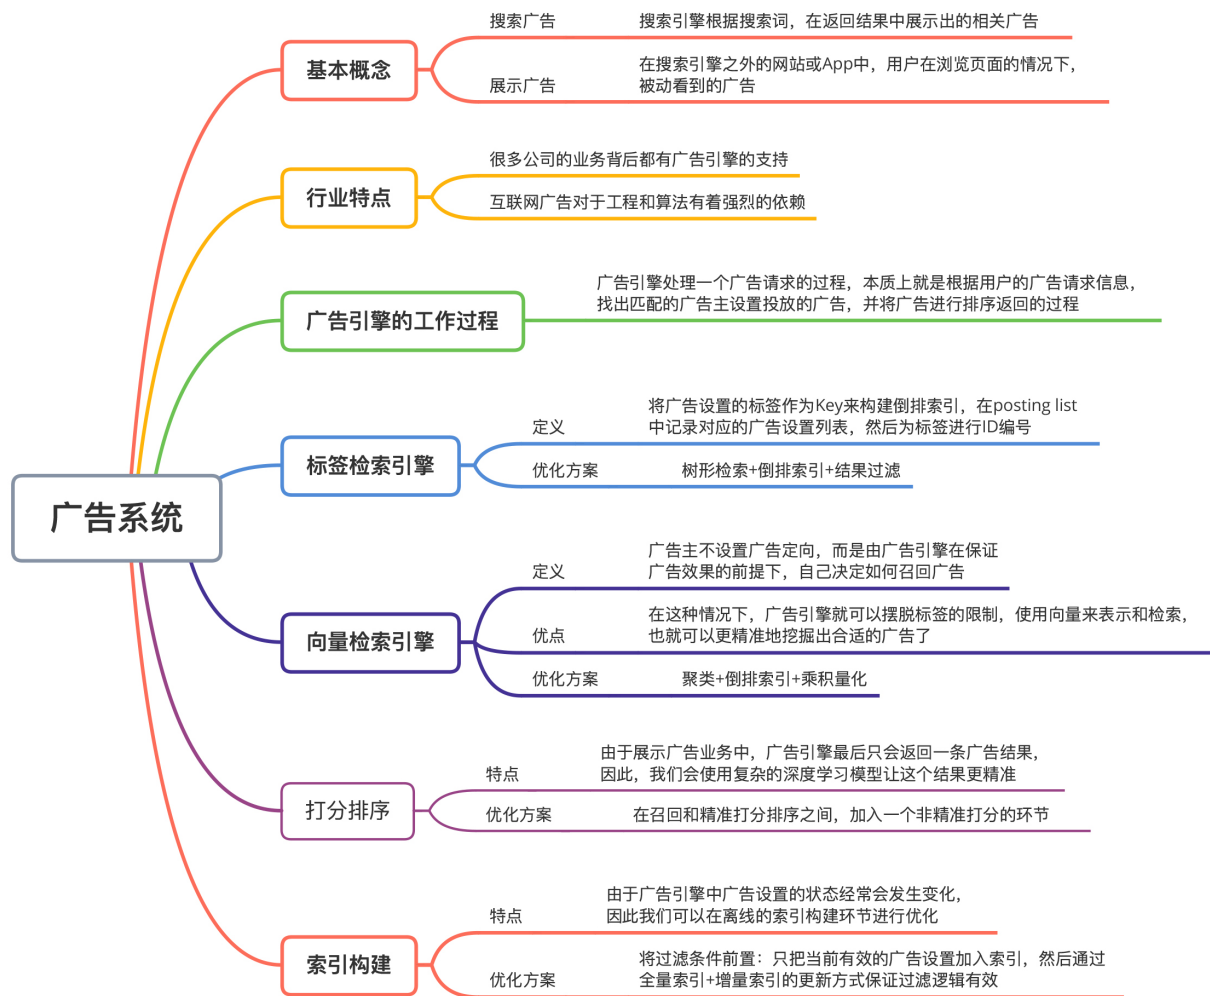 广告系统
基本概念
搜索广告
搜索引擎根据搜索词，在返回结果中展示出的相关广告
展示广告
在搜索引擎之外的网站或App中，用户在浏览页面的情况下，
被动看到的广告
行业特点
很多公司的业务背后都有广告引擎的支持
互联网广告对于工程和算法有着强烈的依赖
广告引擎的工作过程
广告引擎处理一个广告请求的过程，本质上就是根据用户的广告请求信息，
找出匹配的广告主设置投放的广告，并将广告进行排序返回的过程
标签检索引擎
定义
将广告设置的标签作为Key来构建倒排索引，在posting list
中记录对应的广告设置列表，然后为标签进行ID编号
优化方案
树形检索+倒排索引+结果过滤
向量检索引擎
定义
广告主不设置广告定向，而是由广告引擎在保证
广告效果的前提下，自己决定如何召回广告
优点
在这种情况下，广告引擎就可以摆脱标签的限制，使用向量来表示和检索，
也就可以更精准地挖掘出合适的广告了
优化方案
聚类+倒排索引+乘积量化
打分排序
特点
由于展示广告业务中，广告引擎最后只会返回一条广告结果，
因此，我们会使用复杂的深度学习模型让这个结果更精准
优化方案
在召回和精准打分排序之间，加入一个非精准打分的环节
索引构建
特点
由于广告引擎中广告设置的状态经常会发生变化，
因此我们可以在离线的索引构建环节进行优化
优化方案
将过滤条件前置：只把当前有效的广告设置加入索引，然后通过
全量索引+增量索引的更新方式保证过滤逻辑有效